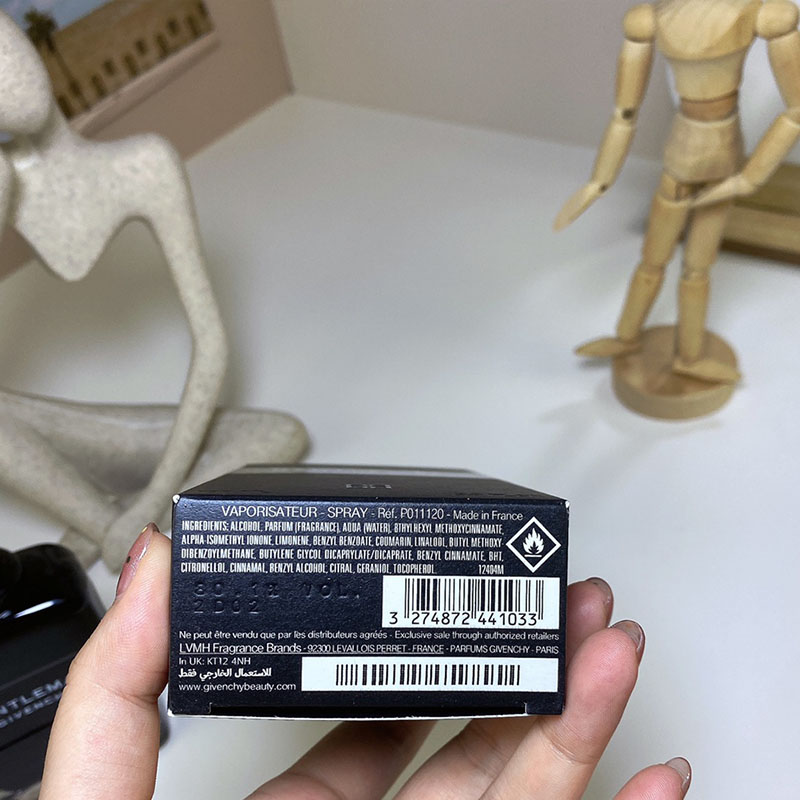 VAPORISATEUR - SPRAY - Réf. P011120 - Made in France
INGREDIENTS: ALCOHOL, PARFUM (FRAGRANCE), AQUA (WATER), ETHYLHEXYL METHOXYCINNAMATE,
ALPHA-ISOMETHYL IONONE, LIMONENE, BENZYL BENZOATE, COUMARIN, LINALOOL, BUTYL METHOXY-
DIBENZOYLMETHANE, BUTYLENE GLYCOL DICAPRYLATE/DICAPRATE, BENZYL CINNAMATE, BHT,
CITRONELLOL, CINNAMAL, BENZYL ALCOHOL, CITRAL, GERANIOL, TOCOPHEROL. 12404M
80.1% VOL.
2D02
3 274872 441033
Ne peut être vendu que par les distributeurs agréés - Exclusive sale through authorized retailers
LVMH Fragrance Brands - 92300 LEVALLOIS PERRET - FRANCE - PARFUMS GIVENCHY - PARIS
In UK: KT12 4NH
للاستعمال الخارجي فقط
www.givenchybeauty.com
NTLEM
GIVENC